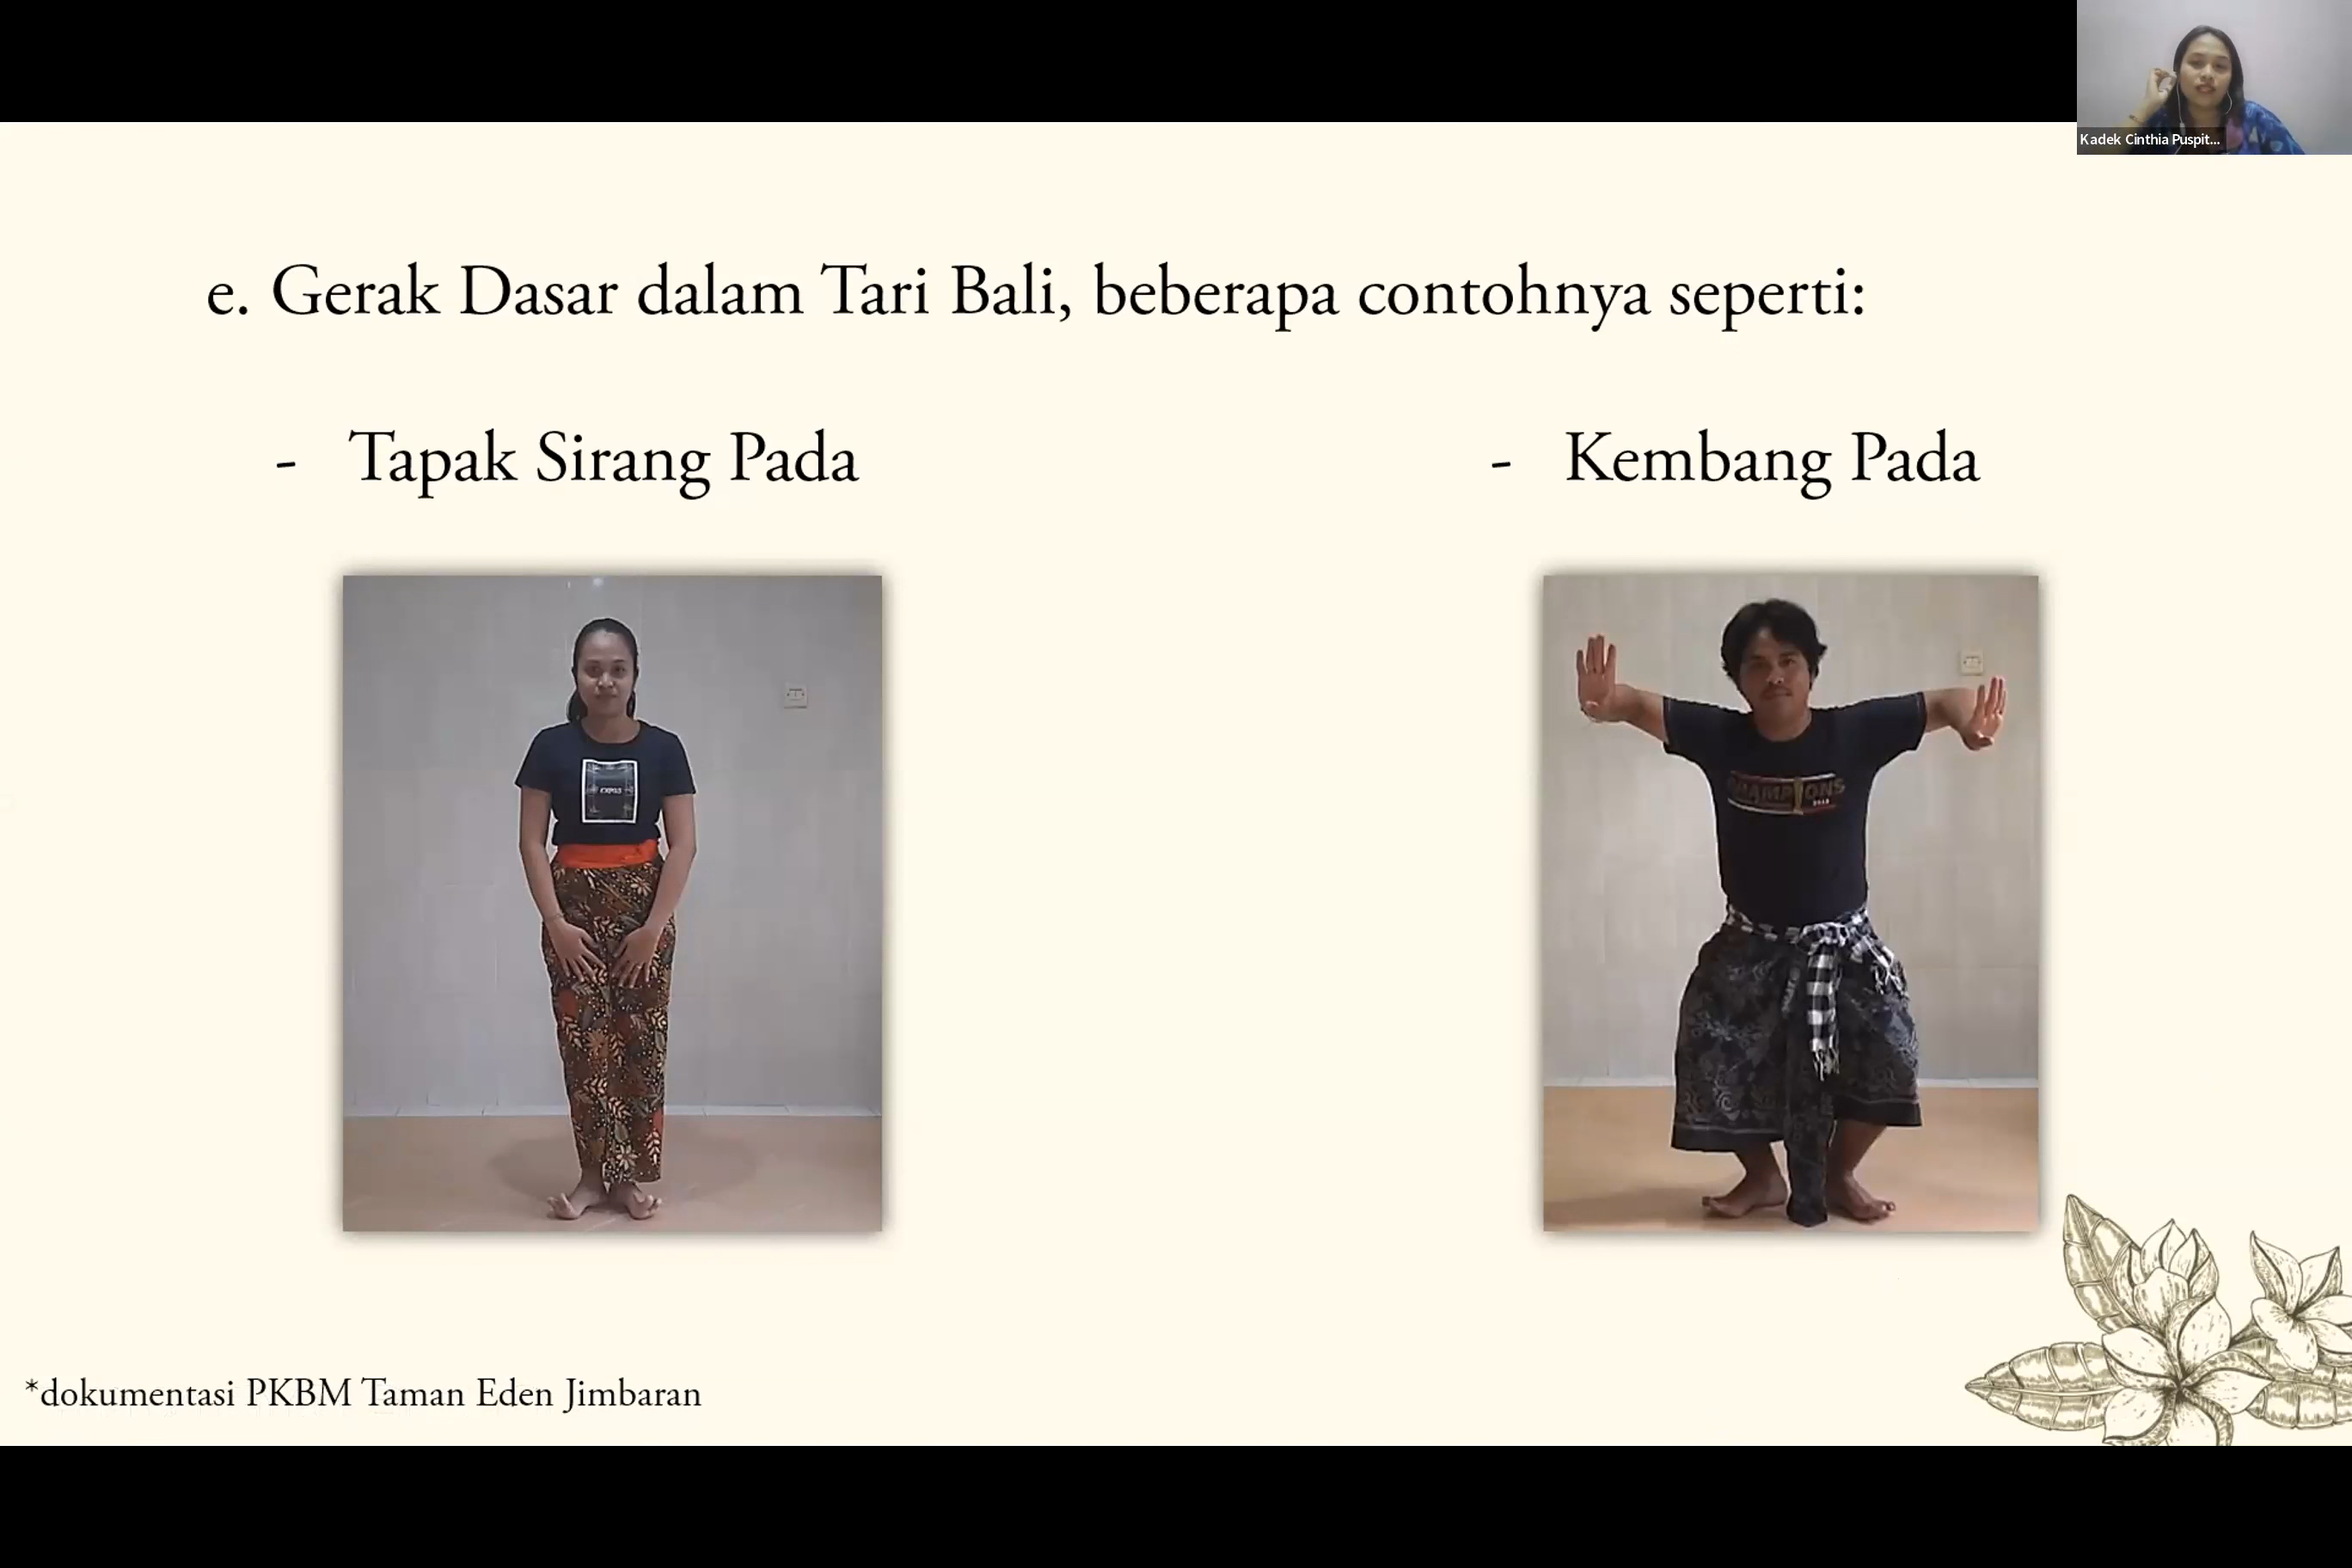 Kadek Cinthia Puspit...
e. Gerak Dasar dalam Tari Bali, beberapa contohnya seperti:
- Tapak Sirang Pada
- Kembang Pada
CHAMPIONS
*dokumentasi PKBM Taman Eden Jimbaran